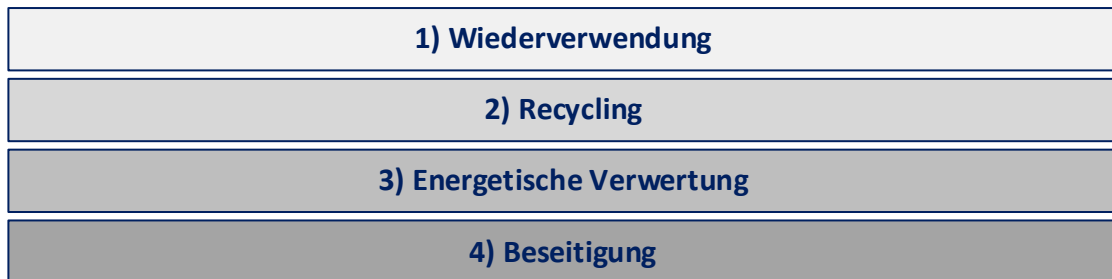 1) Wiederverwendung
2) Recycling
3) Energetische Verwertung
4) Beseitigung